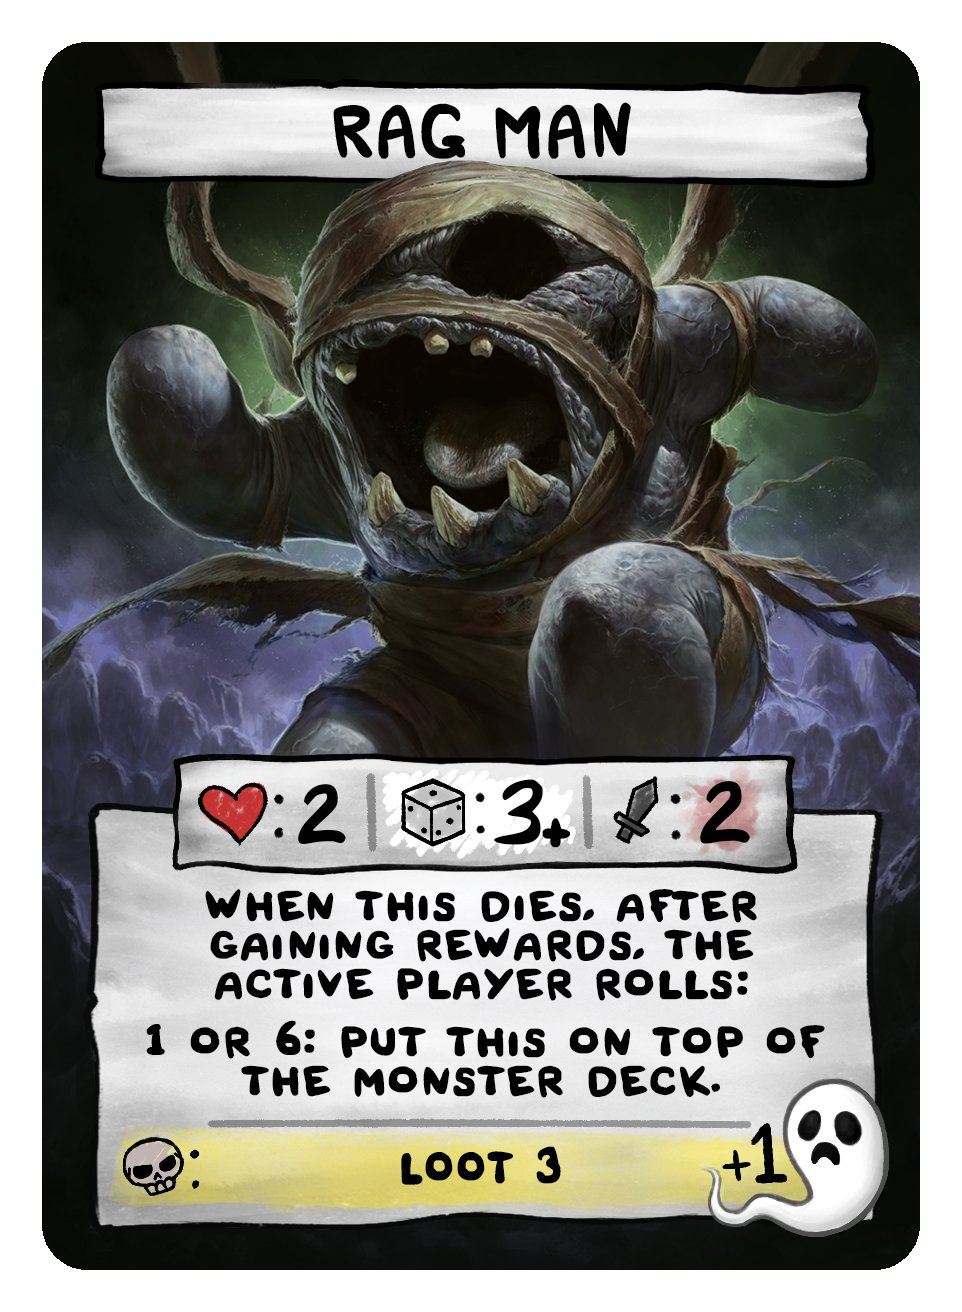 RAG MAN
: 2 : 3+ : 2
WHEN THIS DIES, AFTER
GAINING REWARDS, THE
ACTIVE PLAYER ROLLS:
1 OR 6: PUT THIS ON TOP OF
THE MONSTER DECK.
: LOOT 3 +1